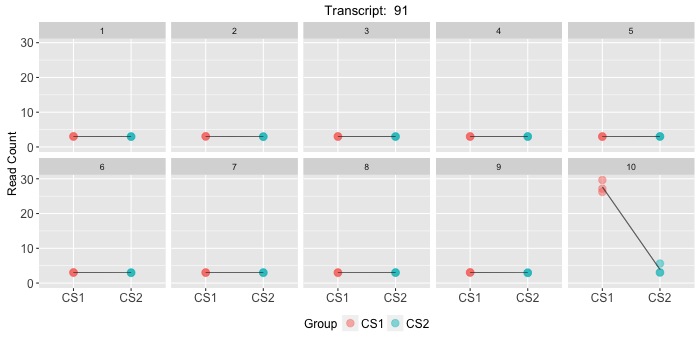 Transcript: 91
1 2 3 4 5
30
20
10
0
6 7 8 9 10
30
20
10
0
Read Count
CS1 CS2 CS1 CS2 CS1 CS2 CS1 CS2 CS1 CS2
Group CS1 CS2